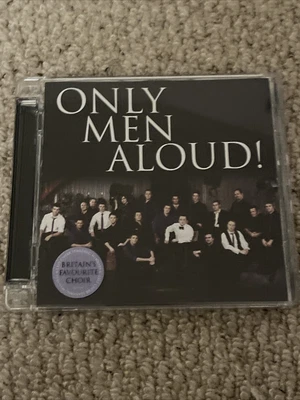 ONLY
MEN
ALOUD!
BRITAIN'S
FAVOURITE
CHOIR